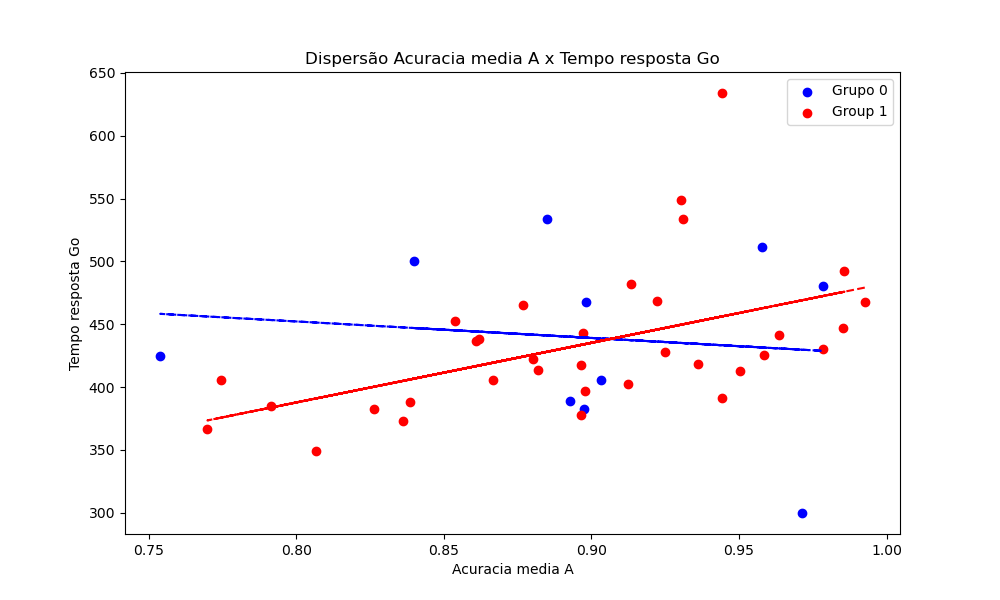 Dispersão Acuracia media A x Tempo resposta Go
Grupo 0
Group 1
Tempo resposta Go
650
600
550
500
450
400
350
300
0.75 0.80 0.85 0.90 0.95 1.00
Acuracia media A